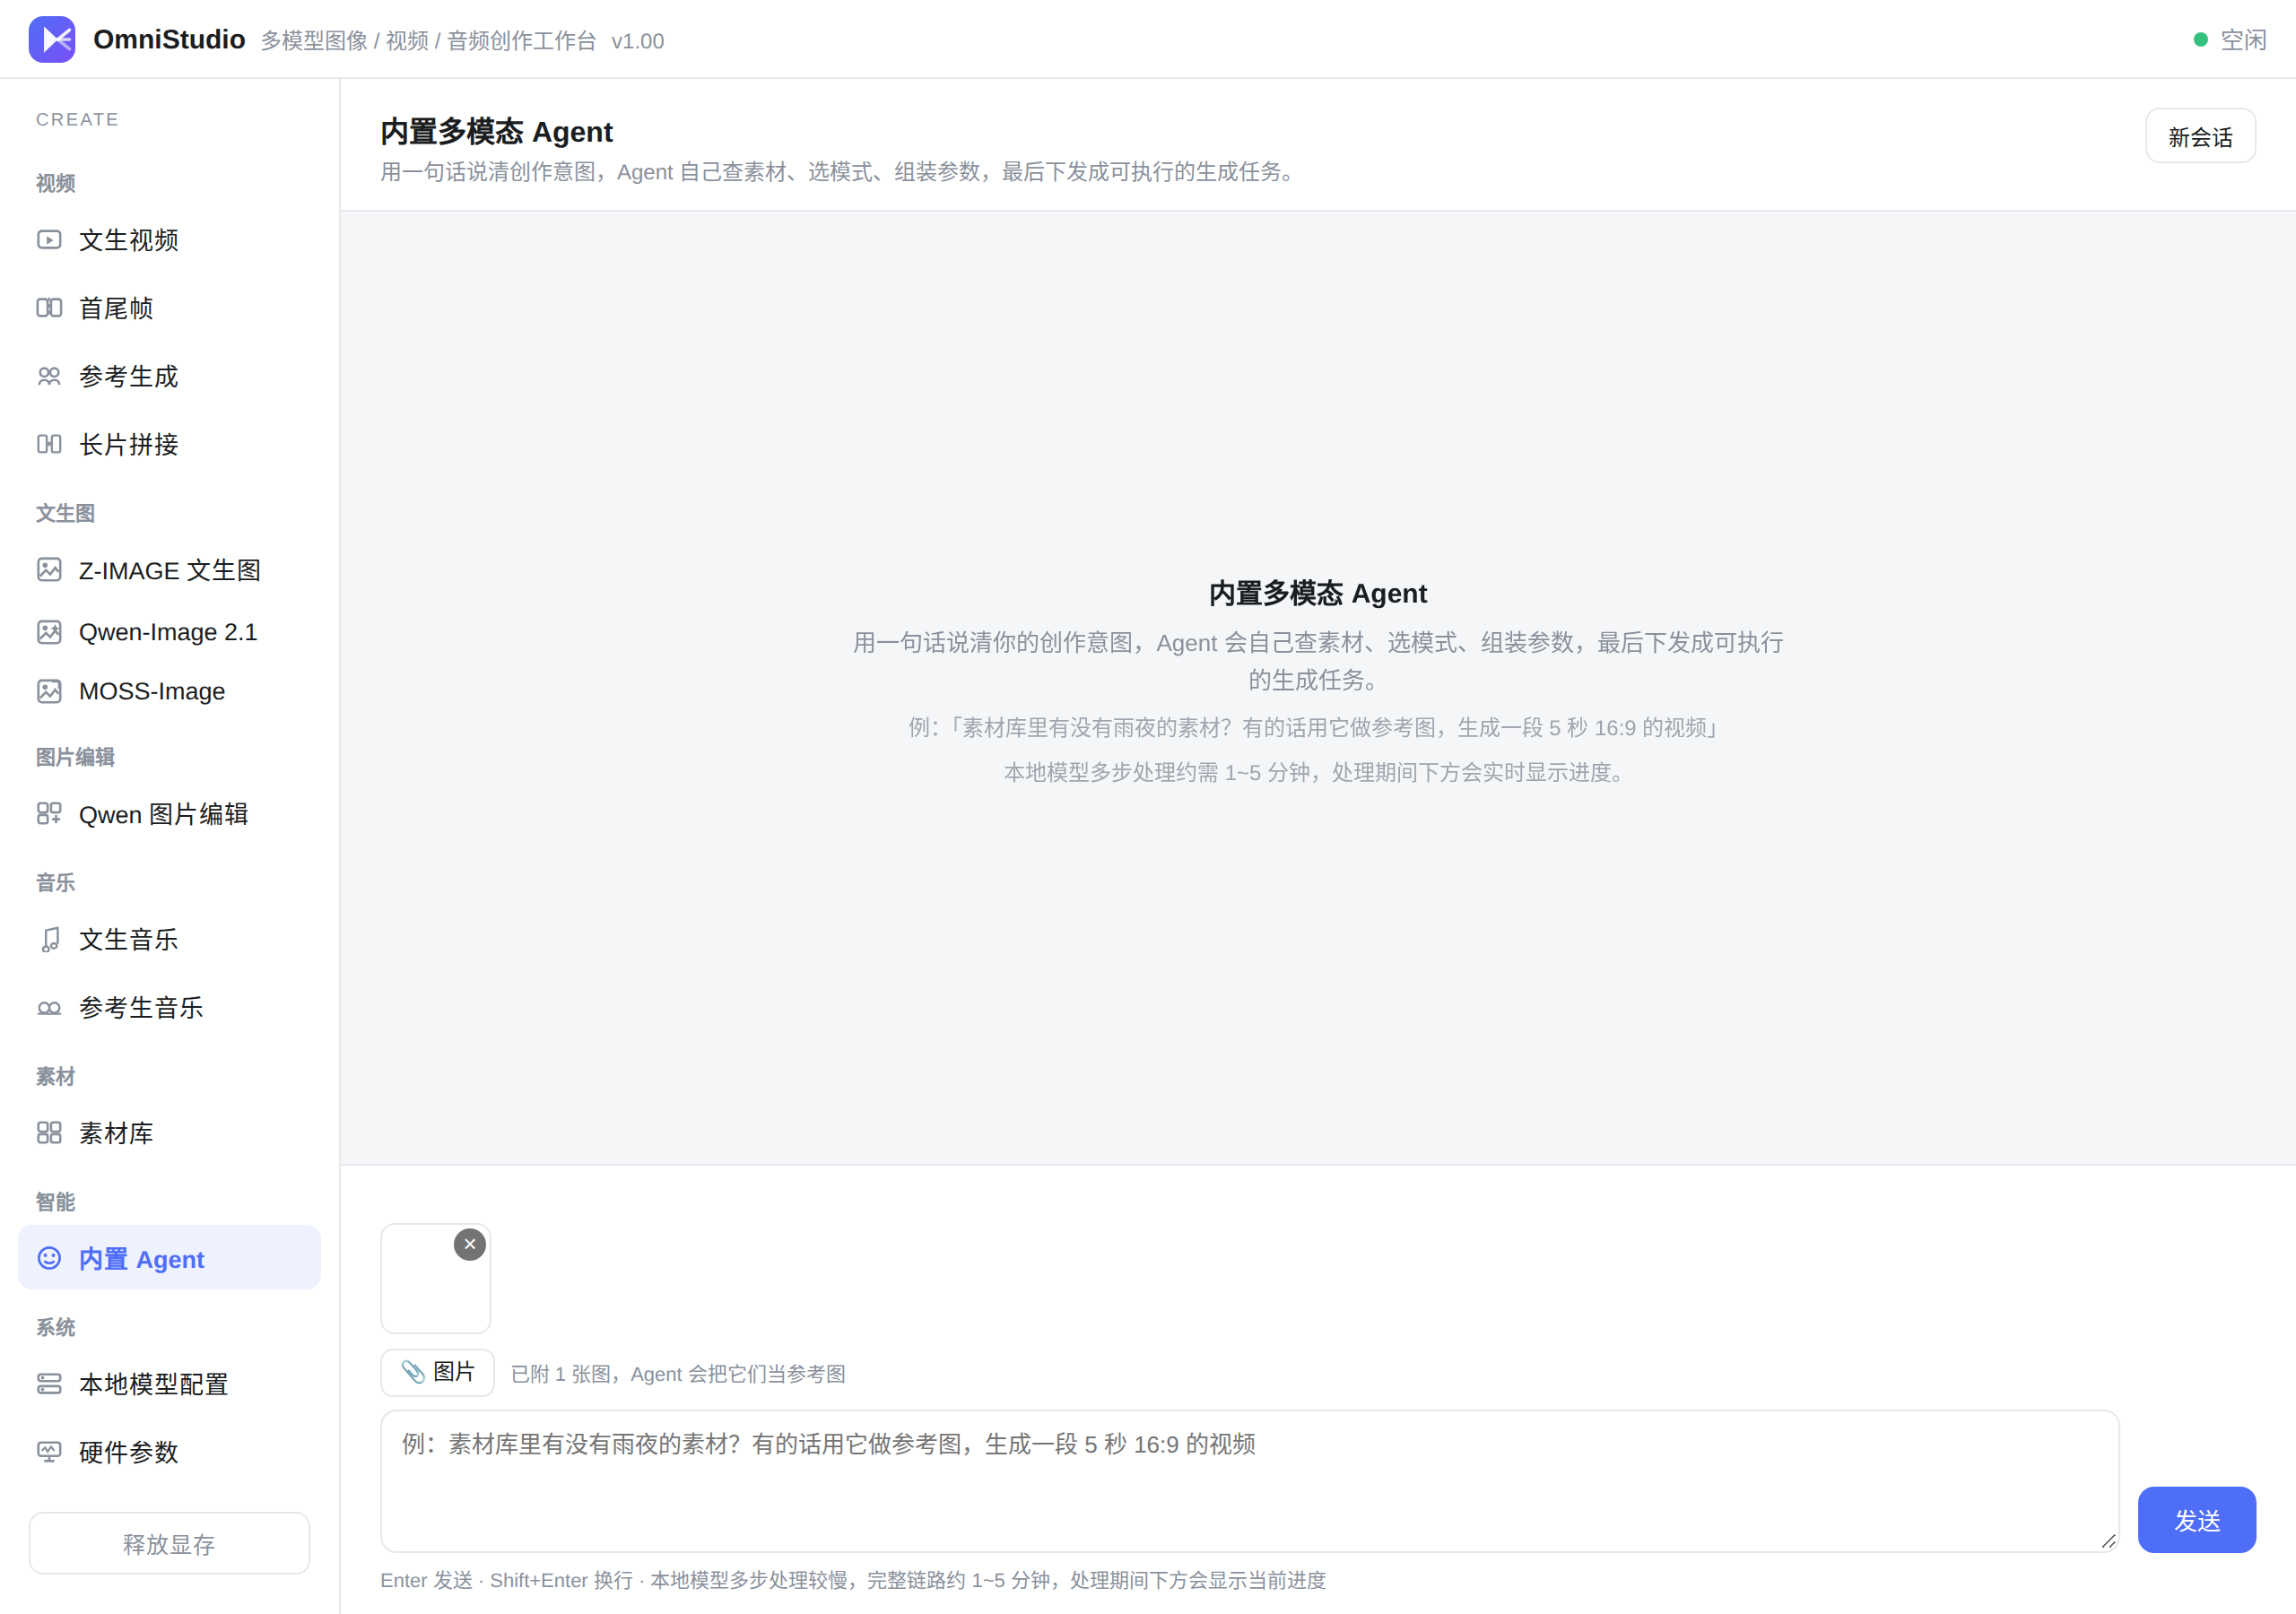 OmniStudio 多模型图像 / 视频 / 音频创作工作台 v1.00
空闲
CREATE
视频
文生视频
首尾帧
参考生成
长片拼接
文生图
Z-IMAGE 文生图
Qwen-Image 2.1
MOSS-Image
图片编辑
Qwen 图片编辑
音乐
文生音乐
参考生音乐
素材
素材库
智能
内置 Agent
系统
本地模型配置
硬件参数
释放显存
内置多模态 Agent
用一句话说清创作意图，Agent 自己查素材、选模式、组装参数，最后下发成可执行的生成任务。
新会话
内置多模态 Agent
用一句话说清你的创作意图，Agent 会自己查素材、选模式、组装参数，最后下发成可执行
的生成任务。
例：「素材库里有没有雨夜的素材？有的话用它做参考图，生成一段 5 秒 16:9 的视频」
本地模型多步处理约需 1~5 分钟，处理期间下方会实时显示进度。
📎 图片
已附 1 张图，Agent 会把它们当参考图
例：素材库里有没有雨夜的素材？有的话用它做参考图，生成一段 5 秒 16:9 的视频
发送
Enter 发送 · Shift+Enter 换行 · 本地模型多步处理较慢，完整链路约 1~5 分钟，处理期间下方会显示当前进度